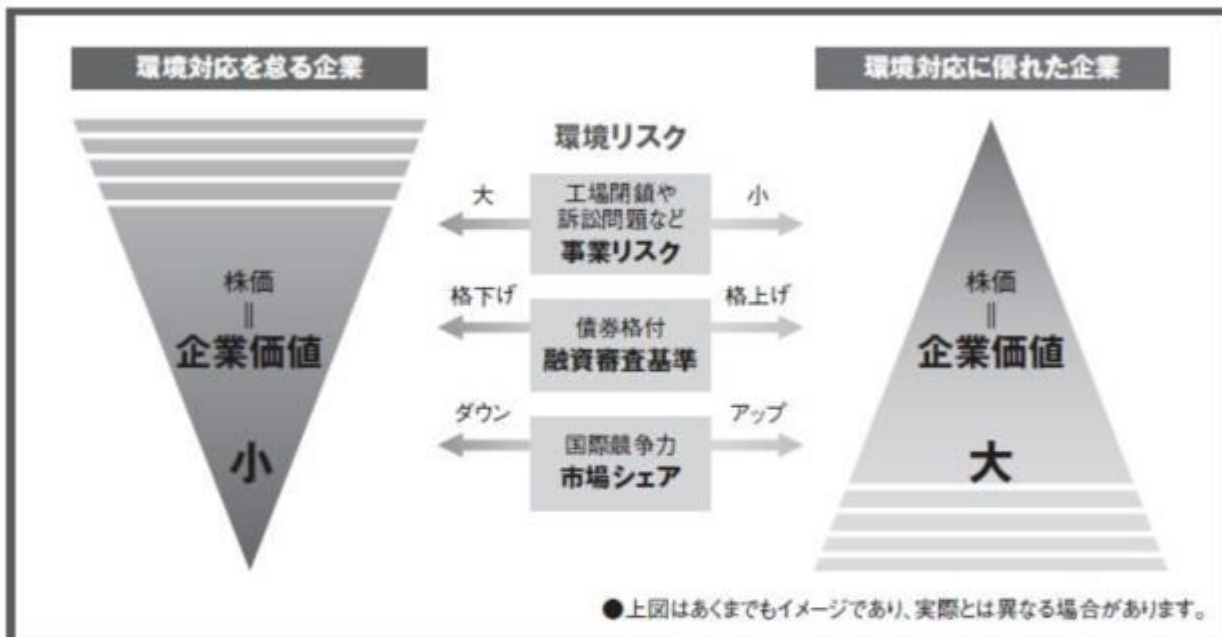 環境対応を怠る企業
環境対応に優れた企業
環境リスク
大
工場閉鎖や
訴訟問題など
事業リスク
小
格下げ
債券格付
融資審査基準
格上げ
ダウン
国際競争力
市場シェア
アップ
株価
||
企業価値
小
株価
||
企業価値
大
●上図はあくまでもイメージであり、実際とは異なる場合があります。